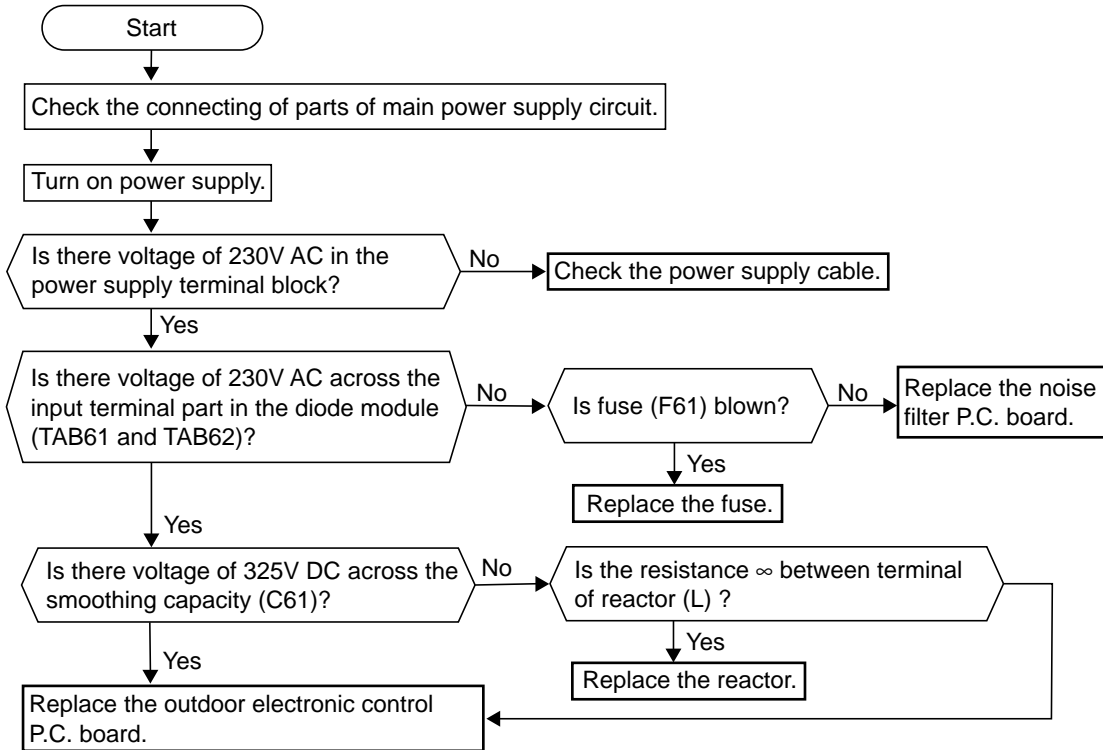 Start
Check the connecting of parts of main power supply circuit.
Turn on power supply.
Is there voltage of 230V AC in the
power supply terminal block?
No
Check the power supply cable.
Yes
Is there voltage of 230V AC across the
input terminal part in the diode module
(TAB61 and TAB62)?
No
Is fuse (F61) blown?
No
Replace the noise
filter P.C. board.
Yes
Replace the fuse.
Yes
Is there voltage of 325V DC across the
smoothing capacity (C61)?
No
Is the resistance ∞ between terminal
of reactor (L) ?
Yes
Replace the reactor.
Yes
Replace the outdoor electronic control
P.C. board.